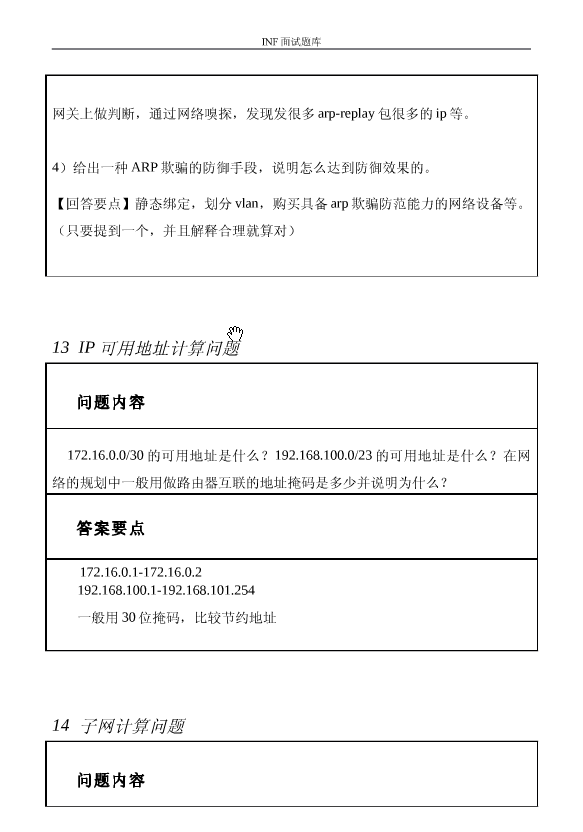 INF 面试题库
网关上做判断，通过网络嗅探，发现发很多 arp-replay 包很多的 ip 等。
4）给出一种 ARP 欺骗的防御手段，说明怎么达到防御效果的。
【回答要点】静态绑定，划分 vlan，购买具备 arp 欺骗防范能力的网络设备等。
（只要提到一个，并且解释合理就算对）
13 IP 可用地址计算问题
问题内容
172.16.0.0/30 的可用地址是什么？192.168.100.0/23 的可用地址是什么？在网
络的规划中一般用做路由器互联的地址掩码是多少并说明为什么？
答案要点
172.16.0.1-172.16.0.2
192.168.100.1-192.168.101.254
一般用 30 位掩码，比较节约地址
14 子网计算问题
问题内容